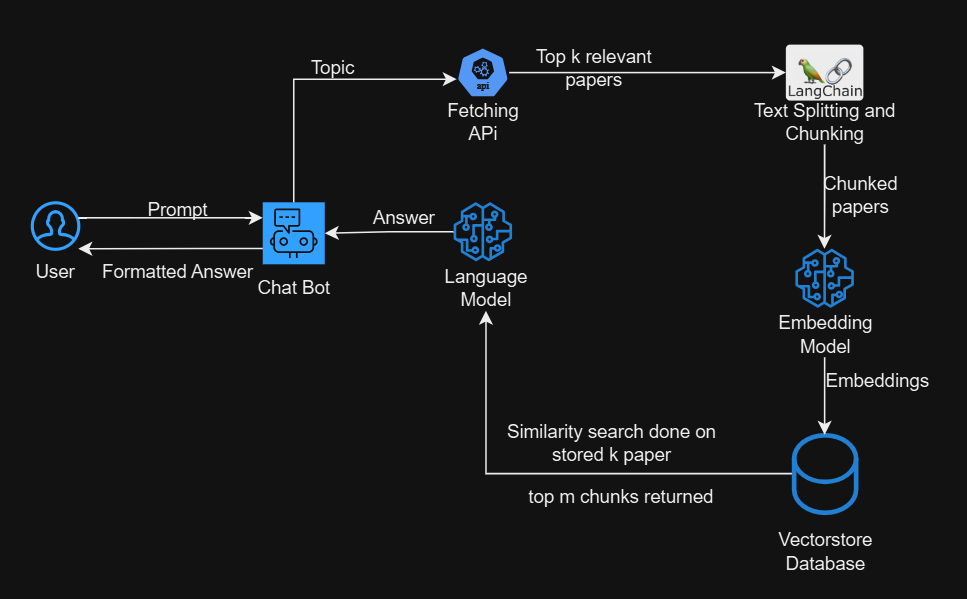 Topic
api
Fetching
APi
Top k relevant
papers
LangChain
Text Splitting and
Chunking
Chunked
papers
Prompt
Formatted Answer
User
Chat Bot
Answer
Language
Model
Embedding
Model
Embeddings
Similarity search done on
stored k paper
top m chunks returned
Vectorstore
Database